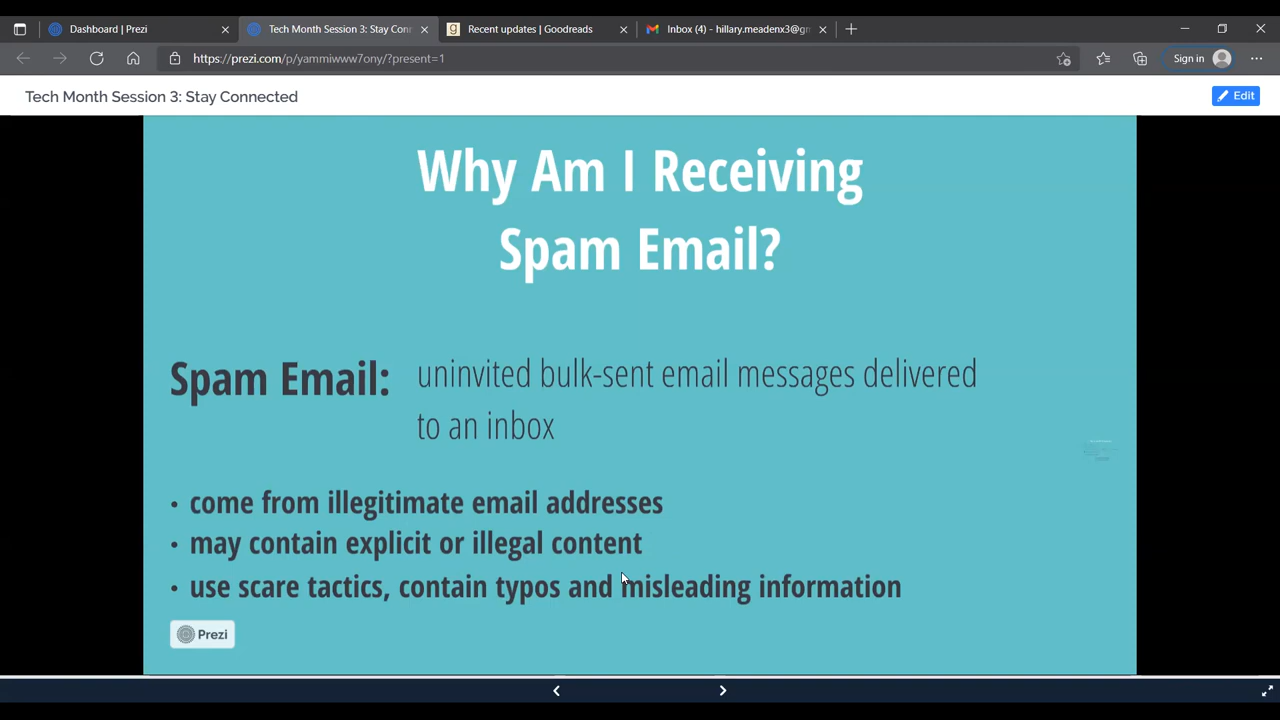 Dashboard | Prezi
Tech Month Session 3: Stay Conn
Recent updates | Goodreads
Inbox (4) - hillary.meadenx3@gm
https://prezi.com/p/yammiwww7ony/?present=1
Sign in
Tech Month Session 3: Stay Connected
Edit
Why Am I Receiving
Spam Email?
Spam Email: uninvited bulk-sent email messages delivered
to an inbox
• come from illegitimate email addresses
• may contain explicit or illegal content
• use scare tactics, contain typos and misleading information
Prezi